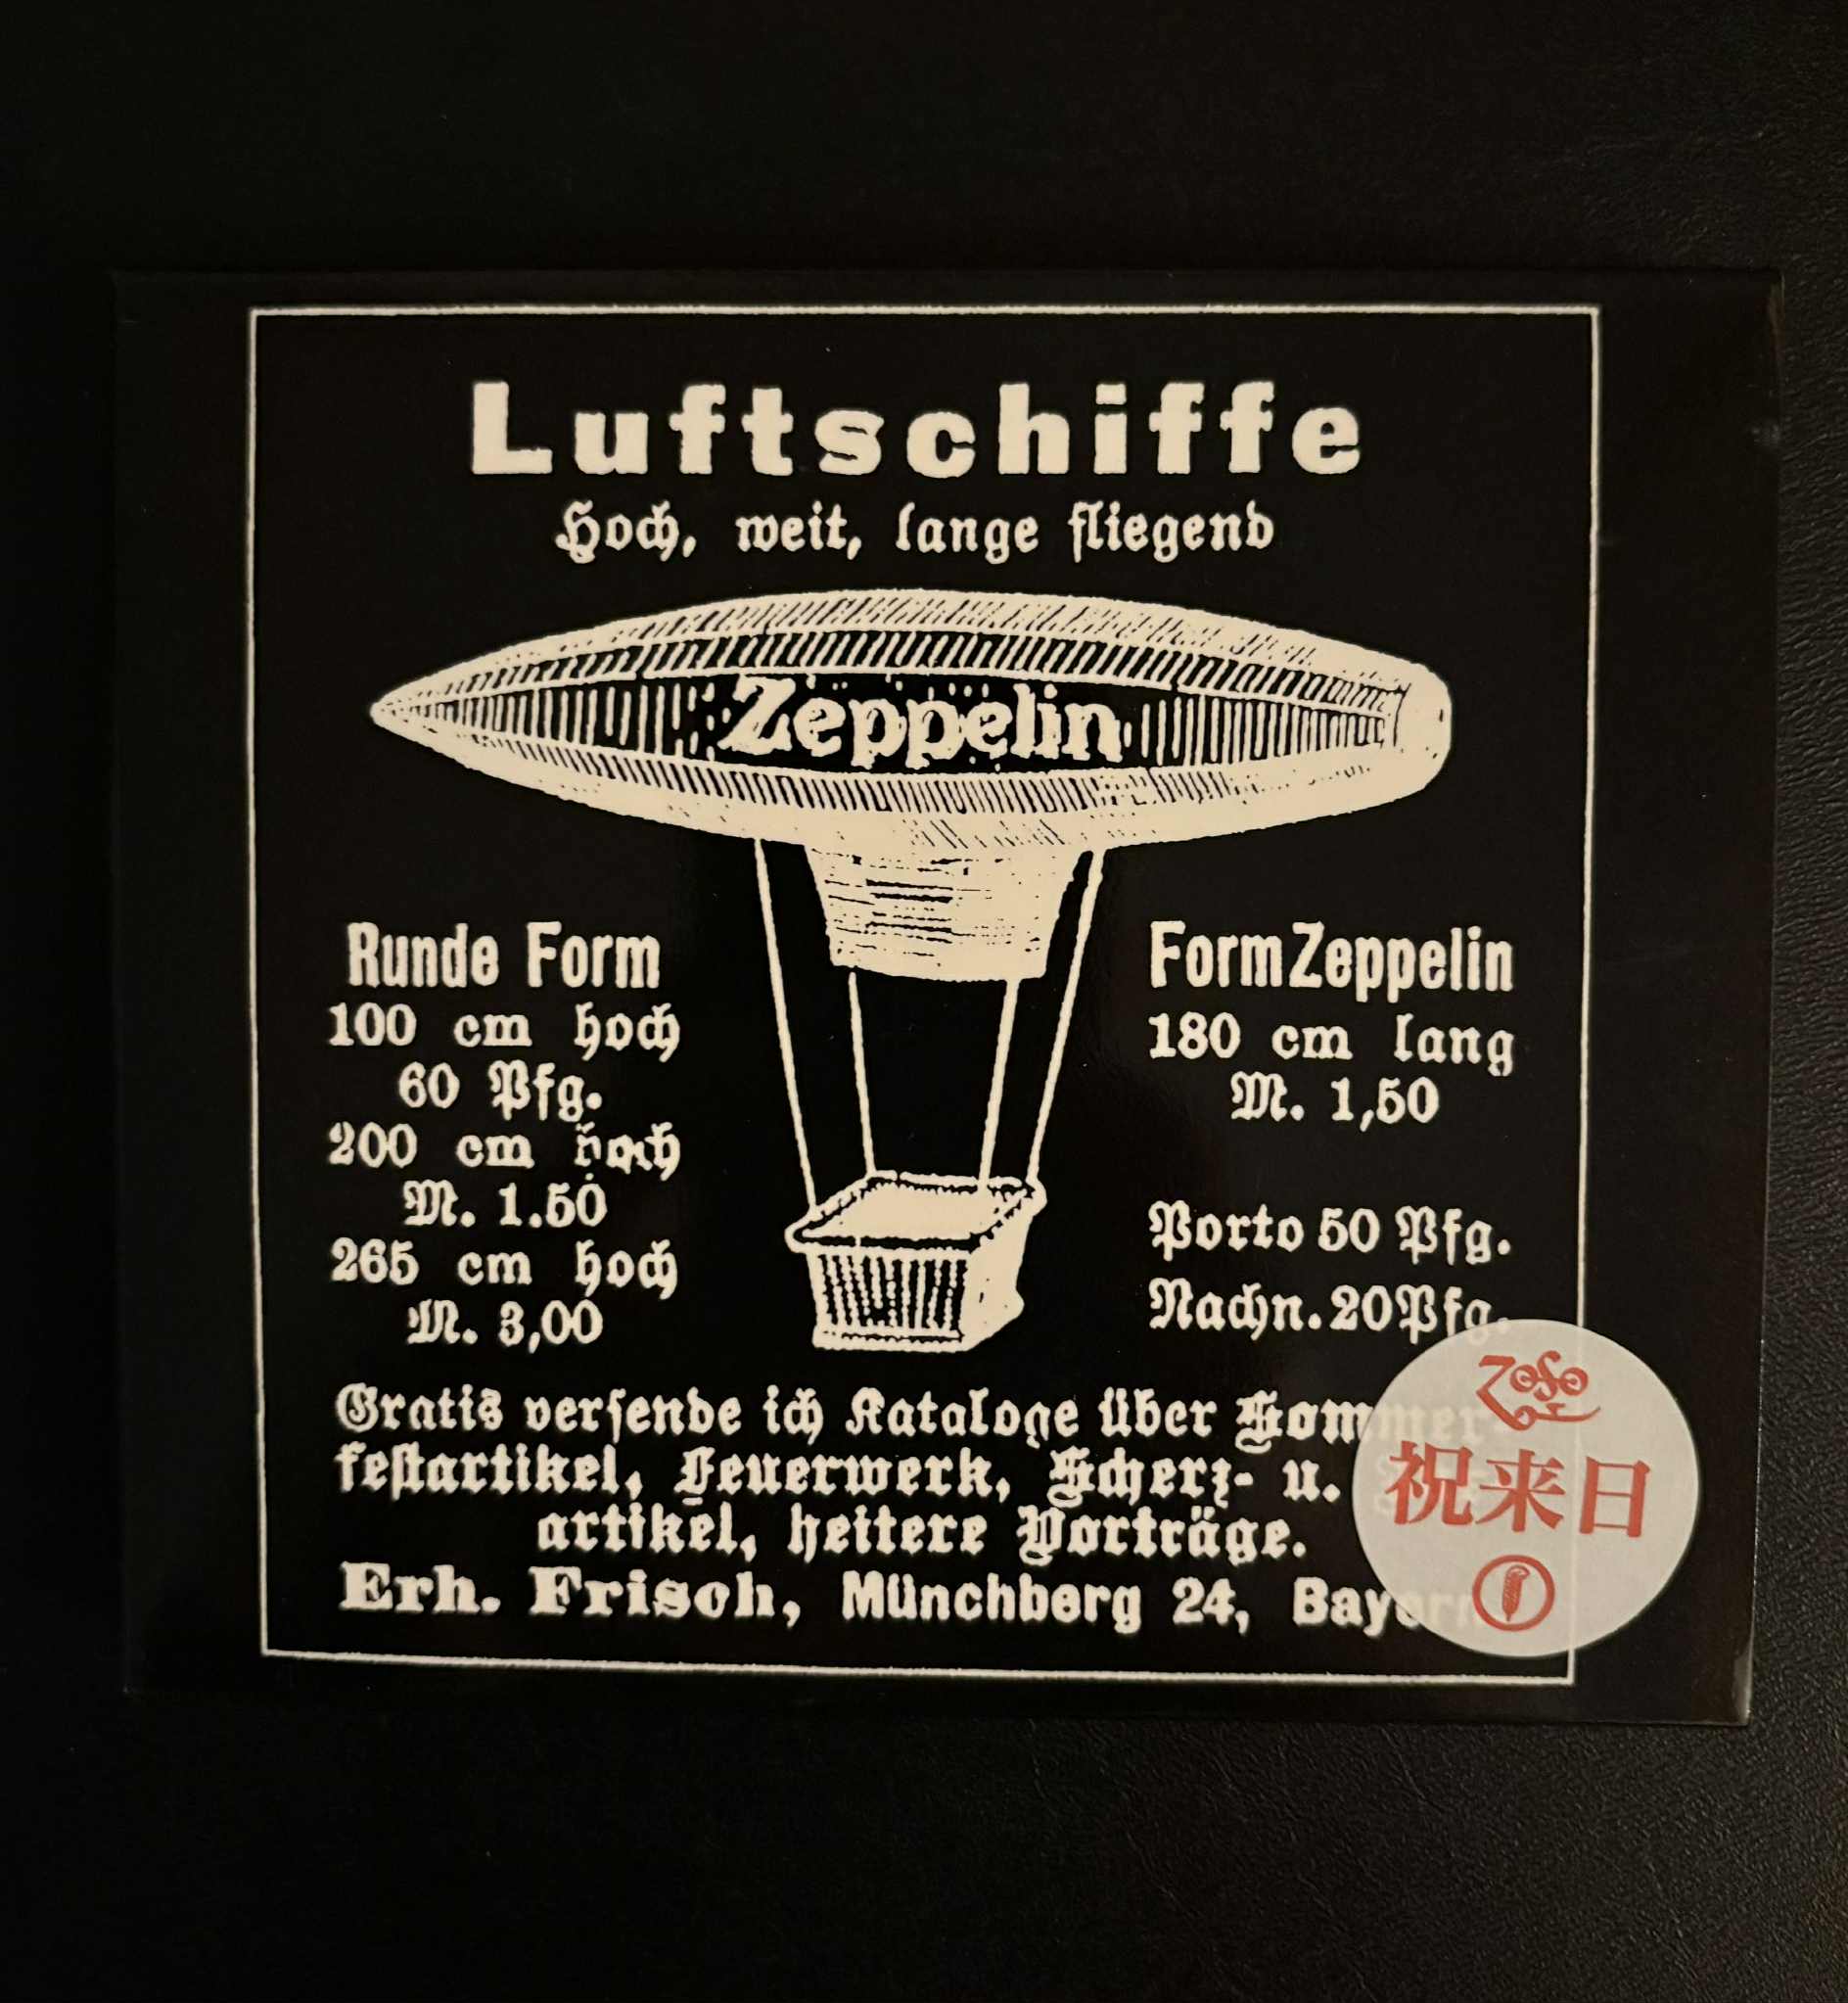 Luftschiffe
Hoch, weit, lange fliegend
Zeppelin
Runde Form
100 cm hoch
60 Pfg.
200 cm hoch
M. 1.50
265 cm hoch
M. 3,00
Form Zeppelin
180 cm lang
M. 1,50
Porto 50 Pfg.
Nachn. 20 Pfg.
Gratis versende ich Kataloge über Sommer-
festartikel, Feuerwerk, Scherz- u.
artikel, heitere Vorträge.
Erh. Frisch, Münchberg 24, Bayern
ZoSo
祝来日